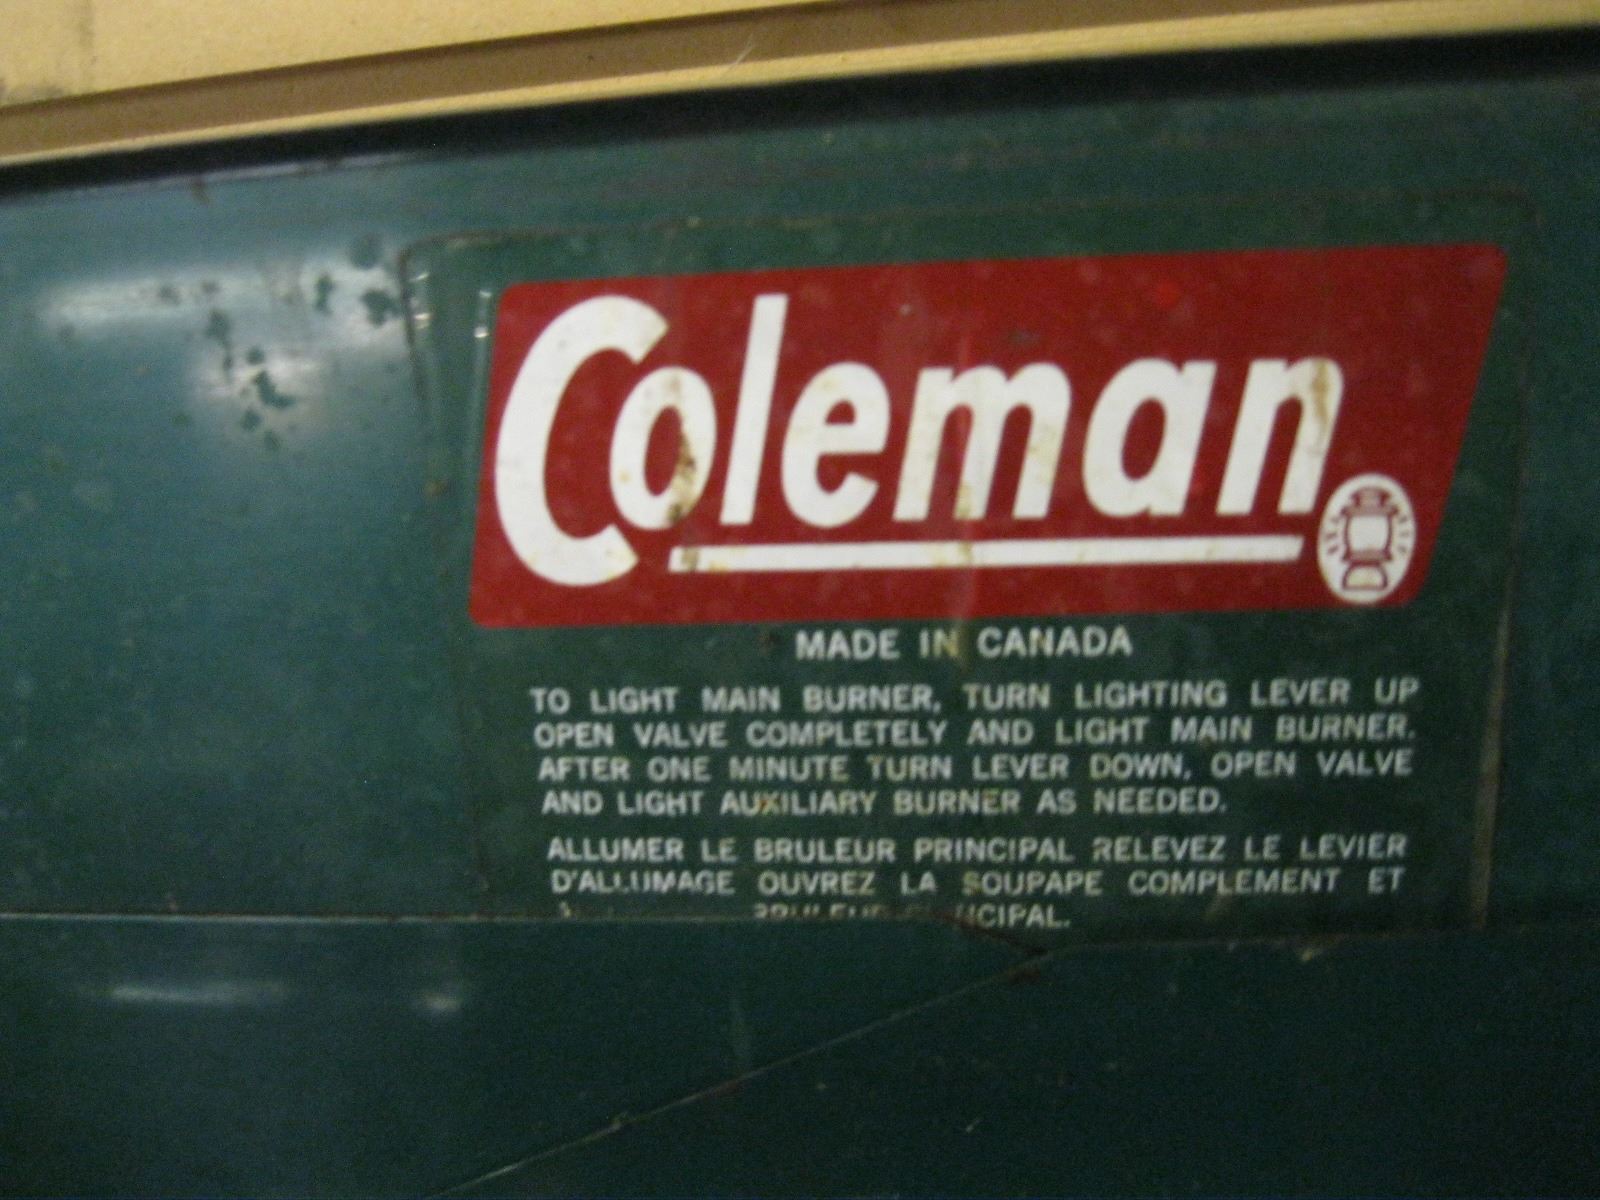 Coleman
MADE IN CANADA
TO LIGHT MAIN BURNER, TURN LIGHTING LEVER UP
OPEN VALVE COMPLETELY AND LIGHT MAIN BURNER.
AFTER ONE MINUTE TURN LEVER DOWN, OPEN VALVE
AND LIGHT AUXILIARY BURNER AS NEEDED.
ALLUMER LE BRULEUR PRINCIPAL RELEVEZ LE LEVIER
D'ALLUMAGE OUVREZ LA SOUPAPE COMPLEMENT ET
BRULEUR PRINCIPAL.